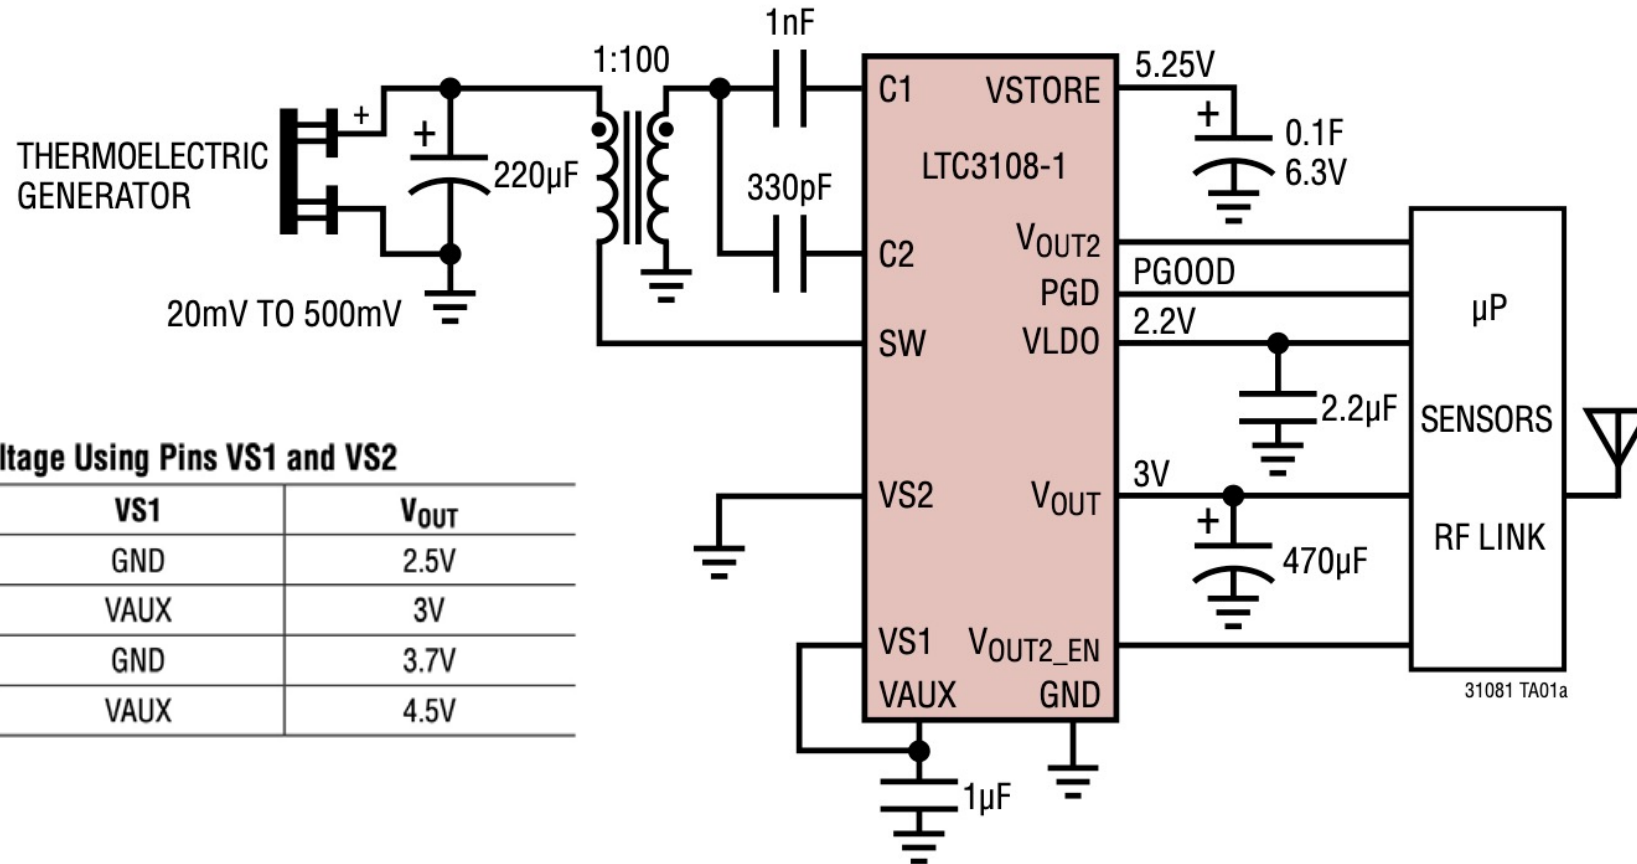 1nF
1:100
5.25V
C1
VSTORE
+
+
+
0.1F
6.3V
THERMOELECTRIC
GENERATOR
220µF
LTC3108-1
330pF
VOUT2
C2
PGOOD
PGD
µP
20mV TO 500mV
2.2V
SW
VLDO
2.2µF
SENSORS
ltage Using Pins VS1 and VS2
VS1 VOUT
GND 2.5V
VAUX 3V
GND 3.7V
VAUX 4.5V
3V
VS2
VOUT
+
470µF
RF LINK
VS1
VOUT2_EN
VAUX
GND
31081 TA01a
1µF